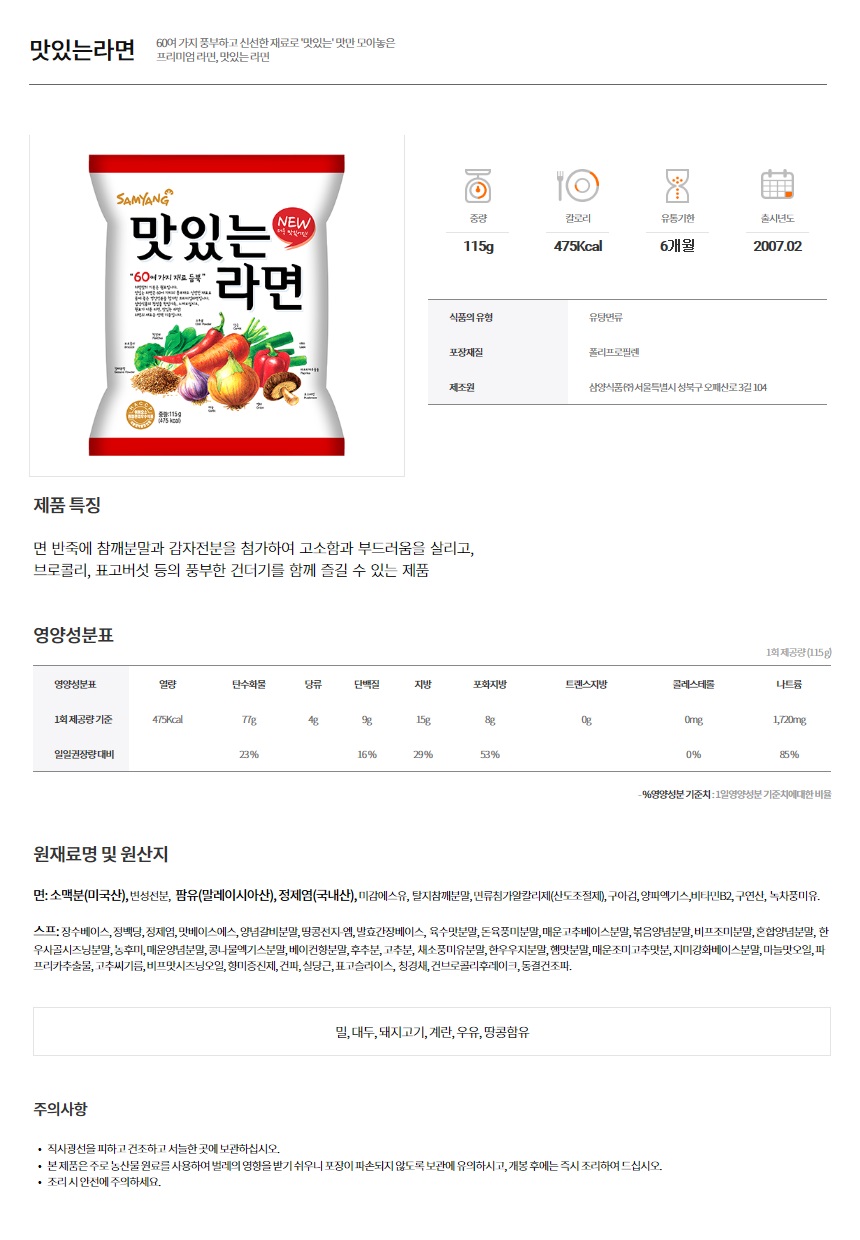 맛있는라면
60여 가지 풍부하고 신선한 재료로 '맛있는' 맛만 모아놓은
프리미엄 라면, 맛있는 라면
SAMYANG
맛있는
라면
NEW
"60여 가지 재료 듬뿍"
중량:115g
(475 kcal)
중량
칼로리
유통기한
출시년도
115g
475Kcal
6개월
2007.02
식품의 유형
유탕면류
포장재질
폴리프로필렌
제조원
삼양식품㈜ 서울특별시 성북구 오패산로 3길 104
제품 특징
면 반죽에 참깨분말과 감자전분을 첨가하여 고소함과 부드러움을 살리고,
브로콜리, 표고버섯 등의 풍부한 건더기를 함께 즐길 수 있는 제품
영양성분표
1회 제공량 (115g)
영양성분표 열량 탄수화물 당류 단백질 지방 포화지방 트랜스지방 콜레스테롤 나트륨
1회 제공량 기준 475Kcal 77g 4g 9g 15g 8g 0g 0mg 1,720mg
일일권장량 대비 23% 16% 29% 53% 0% 85%
- %영양성분 기준치 : 1일영양성분 기준치에대한 비율
원재료명 및 원산지
면: 소맥분(미국산), 변성전분, 팜유(말레이시아산), 정제염(국내산), 미감에스유, 탈지참깨분말, 면류첨가알칼리제(산도조절제), 구아검, 양파엑기스,비타민B2, 구연산, 녹차풍미유.
스프: 장수베이스, 정백당, 정제염, 맛베이스에스, 양념갈비분말, 땅콩선지·엠, 발효간장베이스, 육수맛분말, 돈육풍미분말, 매운고추베이스분말, 볶음양념분말, 비프조미분말, 혼합양념분말, 한
우사골시즈닝분말, 농후미, 매운양념분말, 콩나물엑기스분말, 베이컨향분말, 후추분, 고추분, 채소풍미유분말, 한우우지분말, 햄맛분말, 매운조미고추맛분, 지미강화베이스분말, 마늘맛오일, 파
프리카추출물, 고추씨기름, 비프맛시즈닝오일, 향미증진제, 건파, 실당근, 표고슬라이스, 청경채, 건브로콜리후레이크, 동결건조파.
밀, 대두, 돼지고기, 계란, 우유, 땅콩함유
주의사항
• 직사광선을 피하고 건조하고 서늘한 곳에 보관하십시오.
• 본 제품은 주로 농산물 원료를 사용하여 벌레의 영향을 받기 쉬우니 포장이 파손되지 않도록 보관에 유의하시고, 개봉 후에는 즉시 조리하여 드십시오.
• 조리 시 안전에 주의하세요.